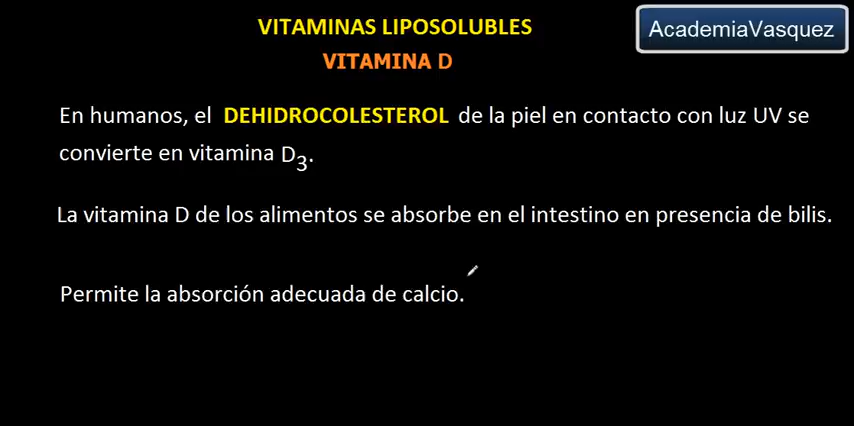 VITAMINAS LIPOSOLUBLES
AcademiaVasquez
VITAMINA D
En humanos, el DEHIDROCOLESTEROL de la piel en contacto con luz UV se
convierte en vitamina D3.
La vitamina D de los alimentos se absorbe en el intestino en presencia de bilis.
Permite la absorción adecuada de calcio.